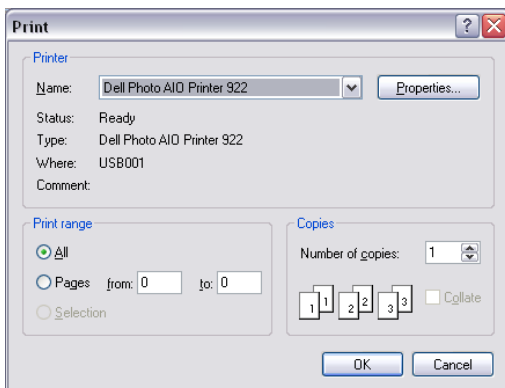 Print
Printer
Name: Dell Photo AIO Printer 922 Properties...
Status: Ready
Type: Dell Photo AIO Printer 922
Where: USB001
Comment:
Print range
All
Pages from: 0 to: 0
Selection
Copies
Number of copies: 1
1 1 2 2 3 3 Collate
OK Cancel